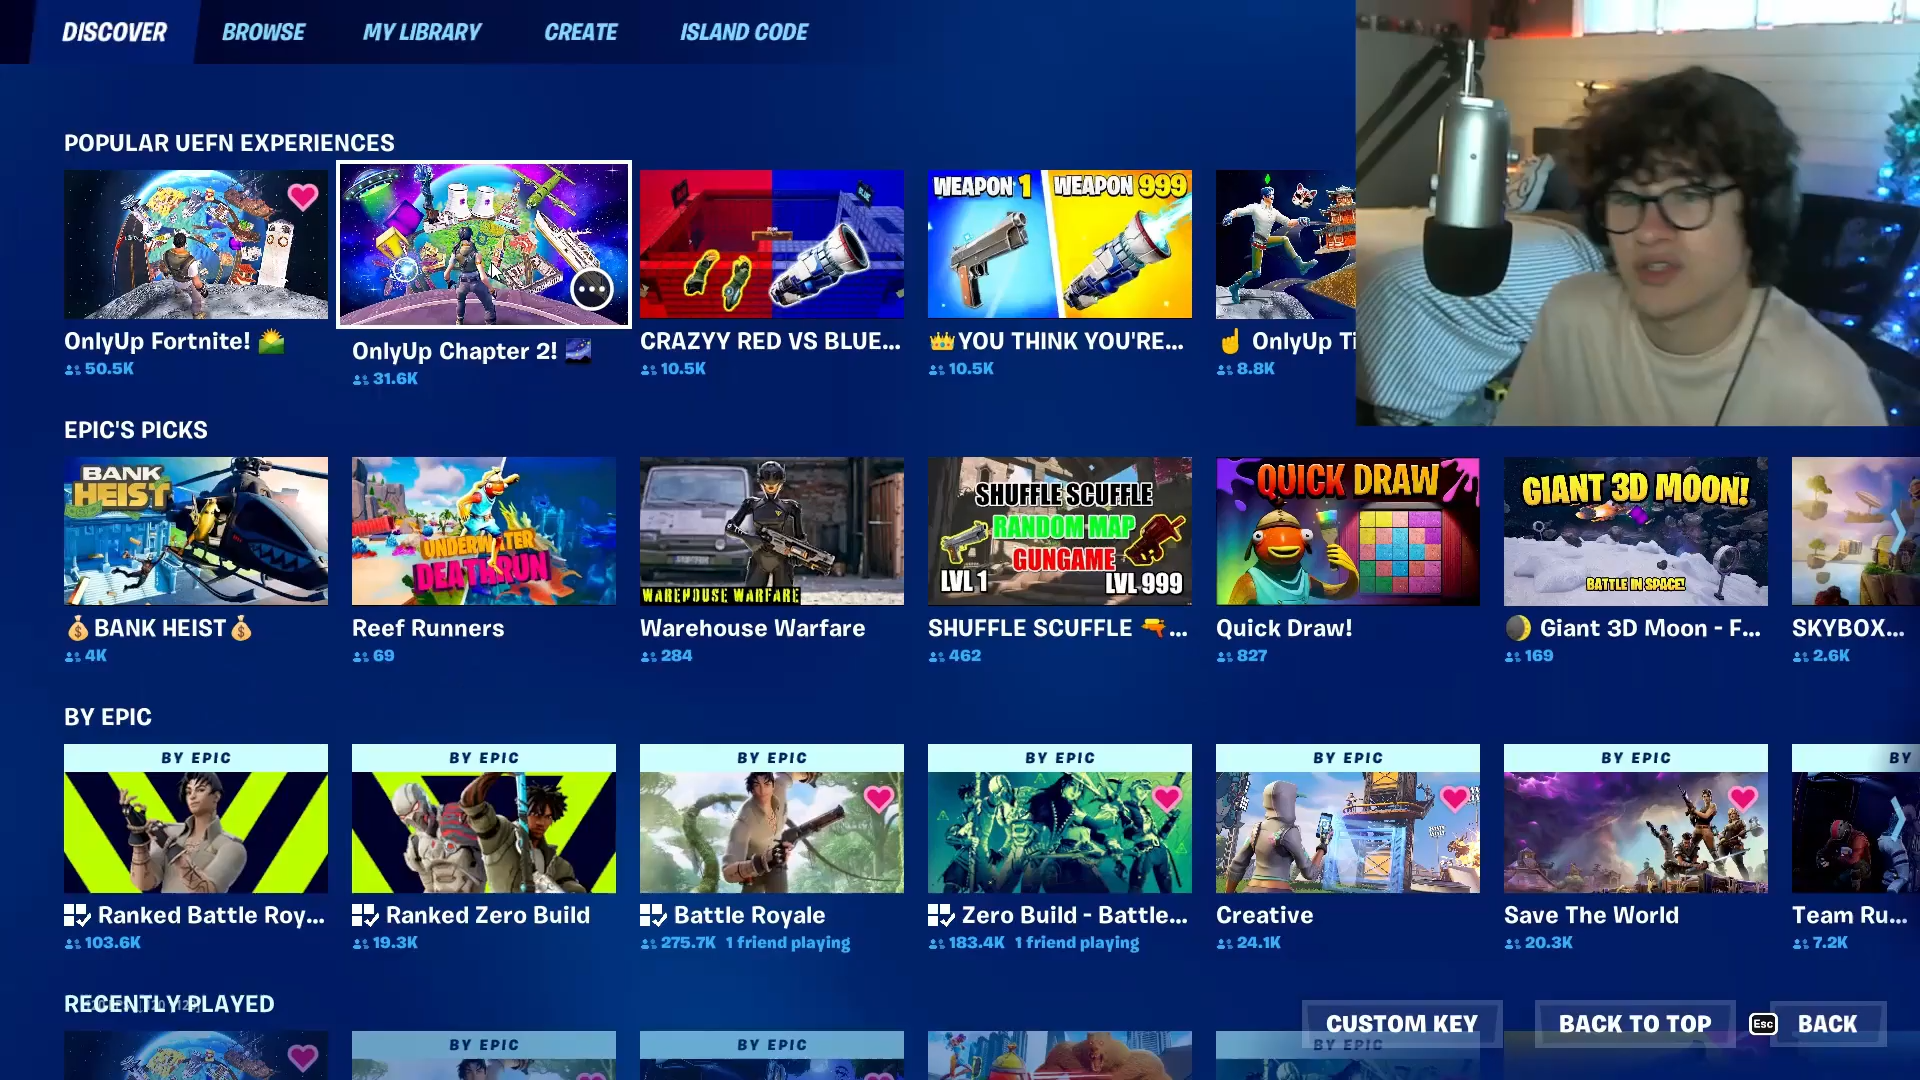 DISCOVER
BROWSE
MY LIBRARY
CREATE
ISLAND CODE
POPULAR UEFN EXPERIENCES
WEAPON 1
WEAPON 999
OnlyUp Fortnite!
OnlyUp Chapter 2!
CRAZYY RED VS BLUE...
YOU THINK YOU'RE...
OnlyUp Ti
50.5K
31.6K
10.5K
10.5K
8.8K
EPIC'S PICKS
BANK
HEIST
UNDERWATER
DEATHRUN
WAREHOUSE WARFARE
SHUFFLE SCUFFLE
RANDOM MAP
GUNGAME
LVL 1
LVL 999
QUICK DRAW
GIANT 3D MOON!
BATTLE IN SPACE!
BANK HEIST
Reef Runners
Warehouse Warfare
SHUFFLE SCUFFLE ...
Quick Draw!
Giant 3D Moon - F...
SKYBOX...
4K
69
284
462
827
169
2.6K
BY EPIC
BY EPIC
BY EPIC
BY EPIC
BY EPIC
BY EPIC
BY EPIC
BY
Ranked Battle Roy...
Ranked Zero Build
Battle Royale
Zero Build - Battle...
Creative
Save The World
Team Ru...
103.6K
19.3K
275.7K 1 friend playing
183.4K 1 friend playing
24.1K
20.3K
7.2K
RECENTLY PLAYED
CUSTOM KEY
BACK TO TOP
Esc
BACK
BY EPIC
BY EPIC
BY EPIC